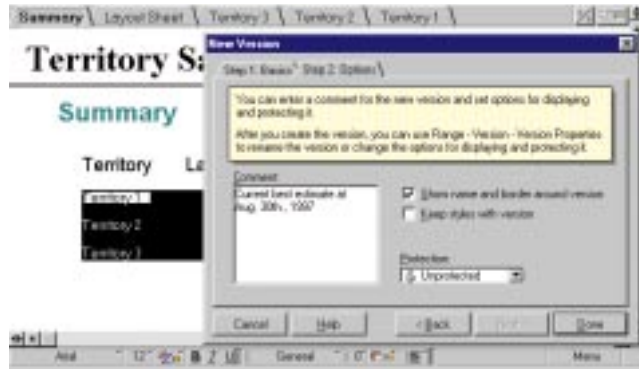 Summary \ Layout Sheet \ Territory 3 \ Territory 2 \ Territory 1 \
New Version
Territory Sa
Step 1: Basics \ Step 2: Options \
You can enter a comment for the new version and set options for displaying
and protecting it.
After you create the version, you can use Range - Version - Version Properties
to rename the version or change the options for displaying and protecting it.
Summary
Territory La
Territory 1
Territory 2
Territory 3
Comment:
Current best estimate at
Aug. 30th., 1997
Show name and border around version
Keep styles with version
Protection:
Unprotected
Cancel
Help
< Back
Done
Arial 12 B I U General 0 Menu